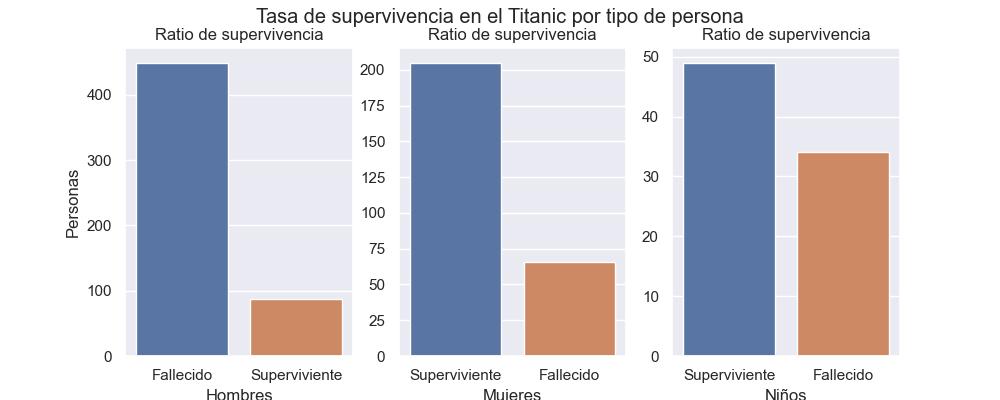 Tasa de supervivencia en el Titanic por tipo de persona
Ratio de supervivencia
Personas
400
300
200
100
0
Fallecido Superviviente
Hombres
Ratio de supervivencia
200
175
150
125
100
75
50
25
0
Superviviente Fallecido
Mujeres
Ratio de supervivencia
50
40
30
20
10
0
Superviviente Fallecido
Niños